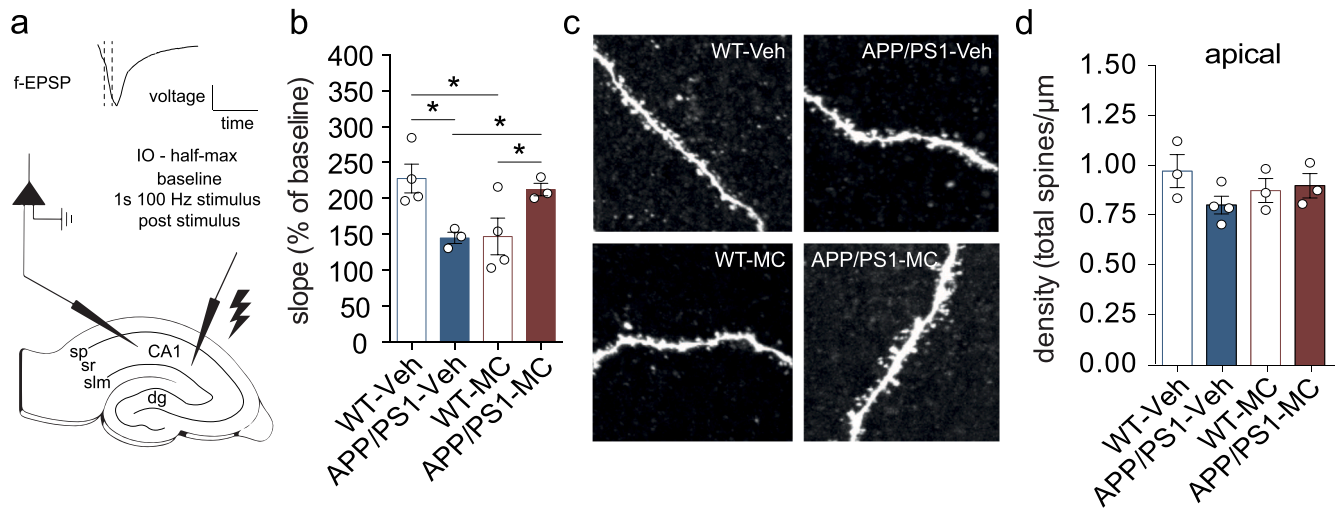 a
f-EPSP
voltage
time
IO - half-max
baseline
1s 100 Hz stimulus
post stimulus
sp
sr
slm
CA1
dg
b
slope (% of baseline)
400
350
300
250
200
150
100
50
0
*
*
*
*
WT-Veh
APP/PS1-Veh
WT-MC
APP/PS1-MC
c
WT-Veh
APP/PS1-Veh
WT-MC
APP/PS1-MC
d
apical
density (total spines/µm)
1.50
1.25
1.00
0.75
0.50
0.25
0.00
WT-Veh
APP/PS1-Veh
WT-MC
APP/PS1-MC